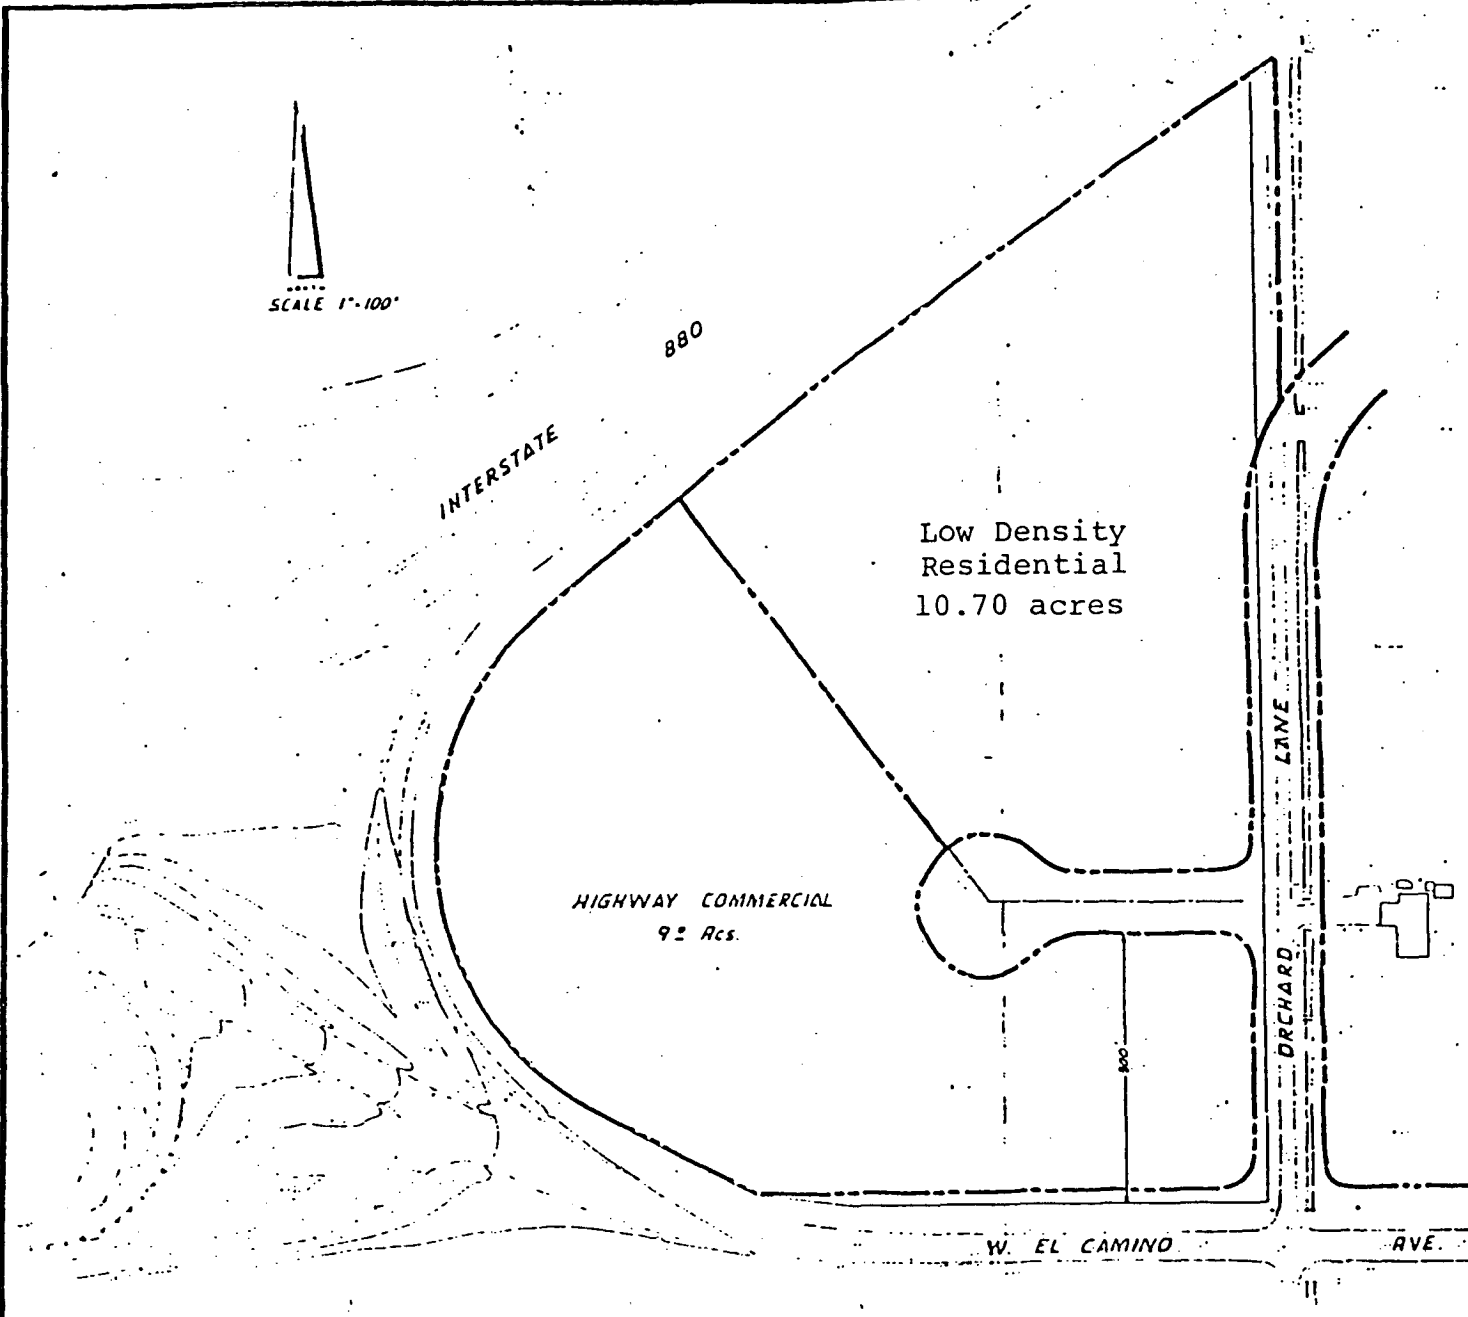 SCALE 1"=100'
880
INTERSTATE
Low Density
Residential
10.70 acres
LANE
HIGHWAY COMMERCIAL
9± Acs.
ORCHARD
300'
W. EL CAMINO AVE.